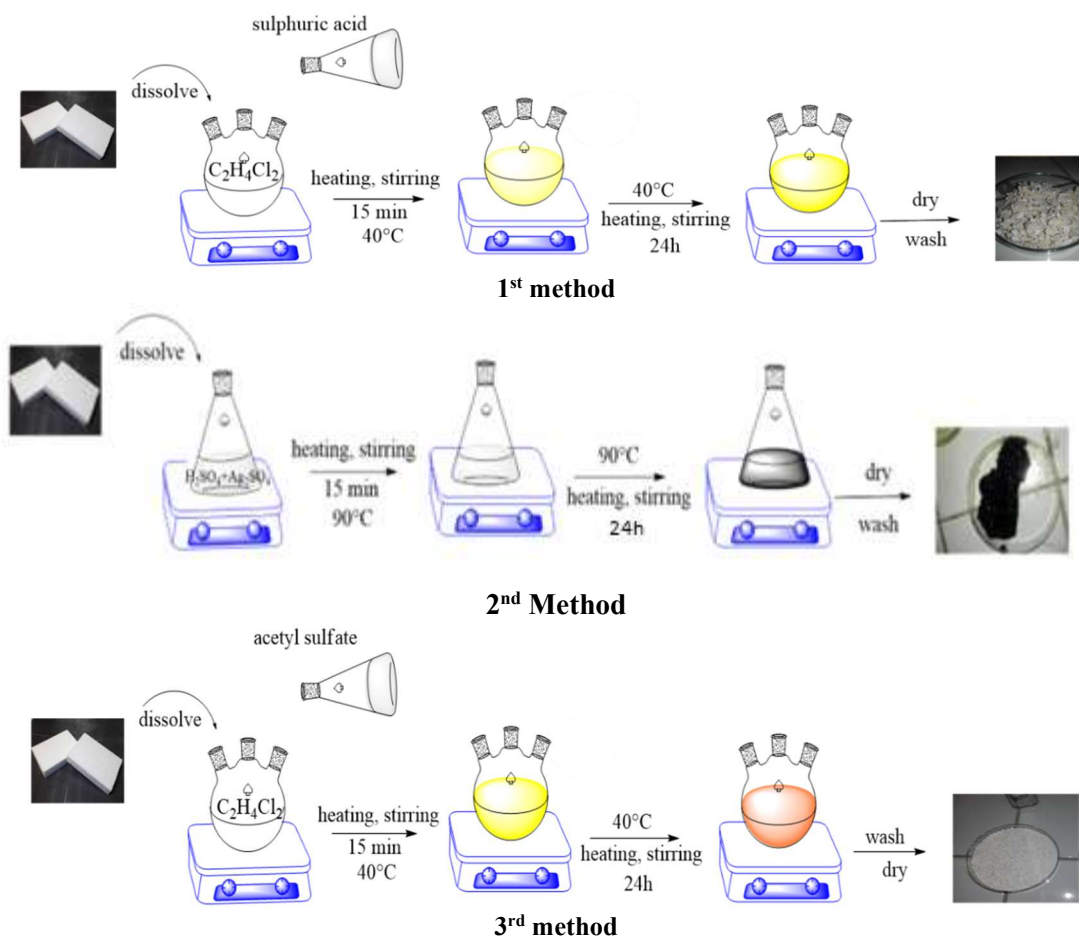 sulphuric acid
dissolve
C₂H₄Cl₂
heating, stirring
15 min
40°C
40°C
heating, stirring
24h
dry
wash
1ˢᵗ method
dissolve
H₂SO₄+Ag₂SO₄
heating, stirring
15 min
90°C
90°C
heating, stirring
24h
dry
wash
2ⁿᵈ Method
acetyl sulfate
dissolve
C₂H₄Cl₂
heating, stirring
15 min
40°C
40°C
heating, stirring
24h
wash
dry
3ʳᵈ method